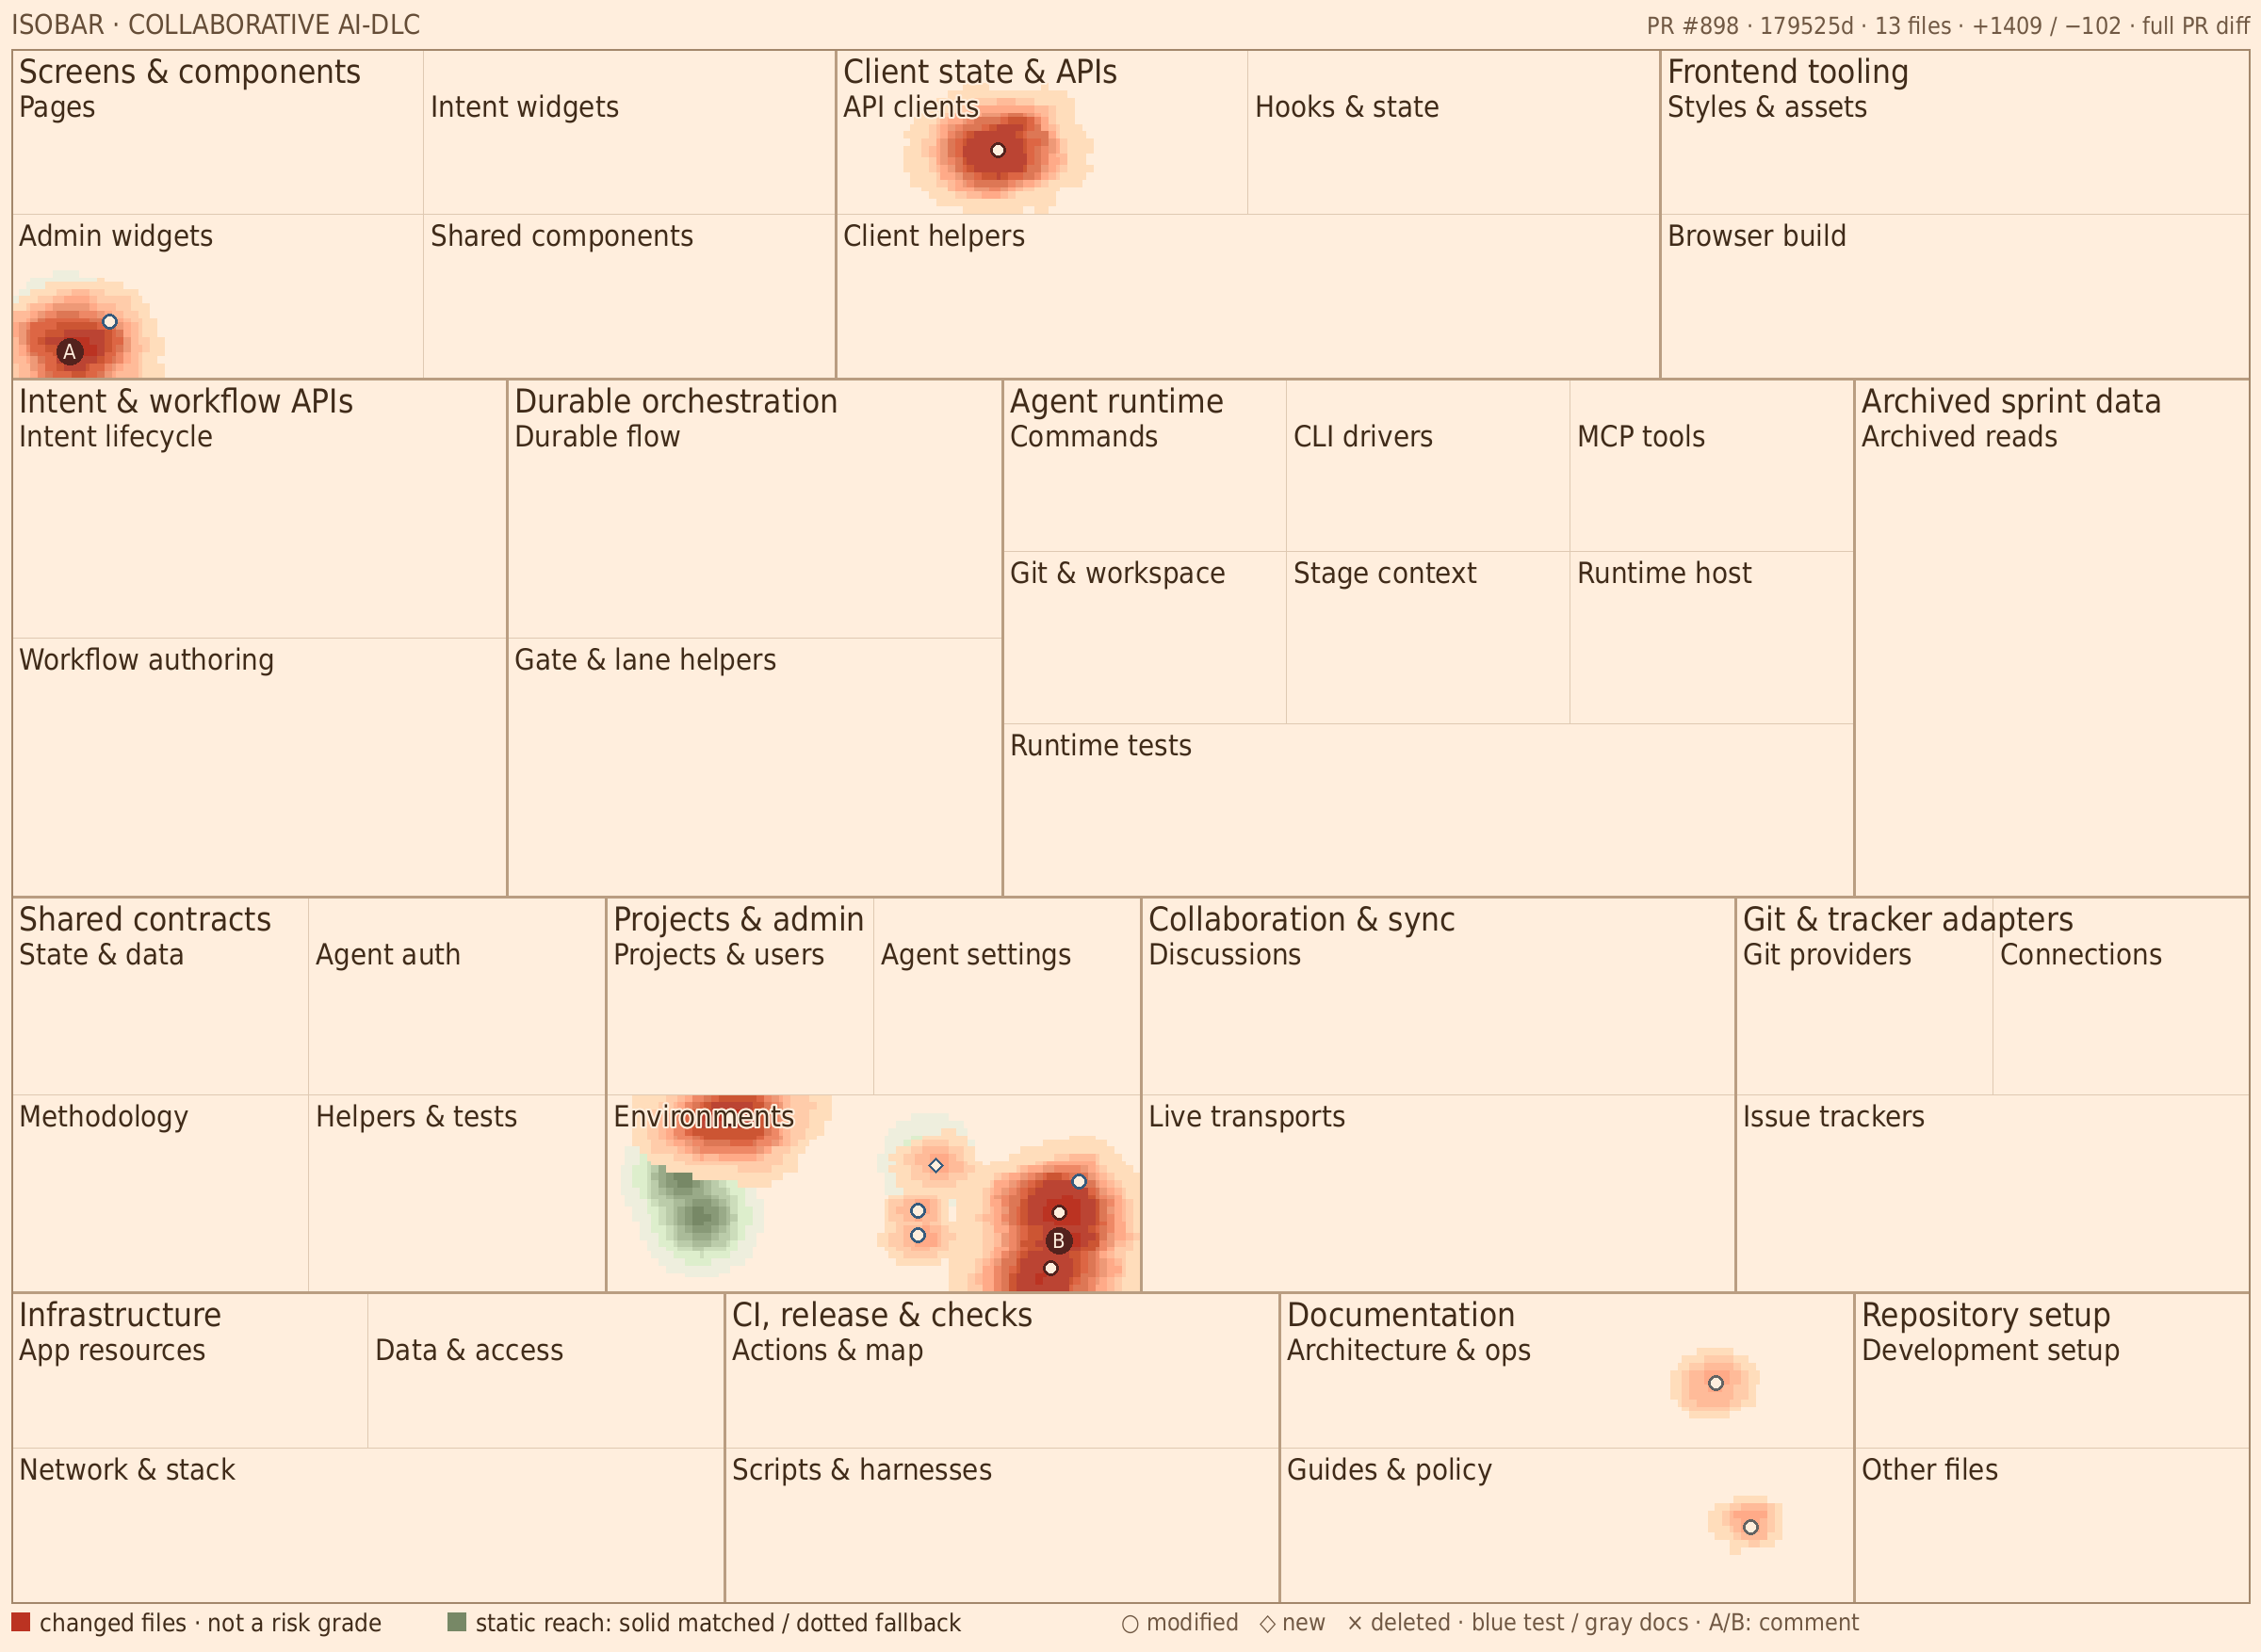 ISOBAR · COLLABORATIVE AI-DLC
PR #898 · 179525d · 13 files · +1409 / −102 · full PR diff
Screens & components
Pages
Intent widgets
Admin widgets
Shared components
A
Client state & APIs
API clients
Hooks & state
Client helpers
Frontend tooling
Styles & assets
Browser build
Intent & workflow APIs
Intent lifecycle
Workflow authoring
Durable orchestration
Durable flow
Gate & lane helpers
Agent runtime
Commands
CLI drivers
MCP tools
Git & workspace
Stage context
Runtime host
Runtime tests
Archived sprint data
Archived reads
Shared contracts
State & data
Agent auth
Methodology
Helpers & tests
Projects & admin
Projects & users
Agent settings
Environments
B
Collaboration & sync
Discussions
Live transports
Git & tracker adapters
Git providers
Connections
Issue trackers
Infrastructure
App resources
Data & access
Network & stack
CI, release & checks
Actions & map
Scripts & harnesses
Documentation
Architecture & ops
Guides & policy
Repository setup
Development setup
Other files
changed files · not a risk grade
static reach: solid matched / dotted fallback
○ modified ◇ new × deleted · blue test / gray docs · A/B: comment